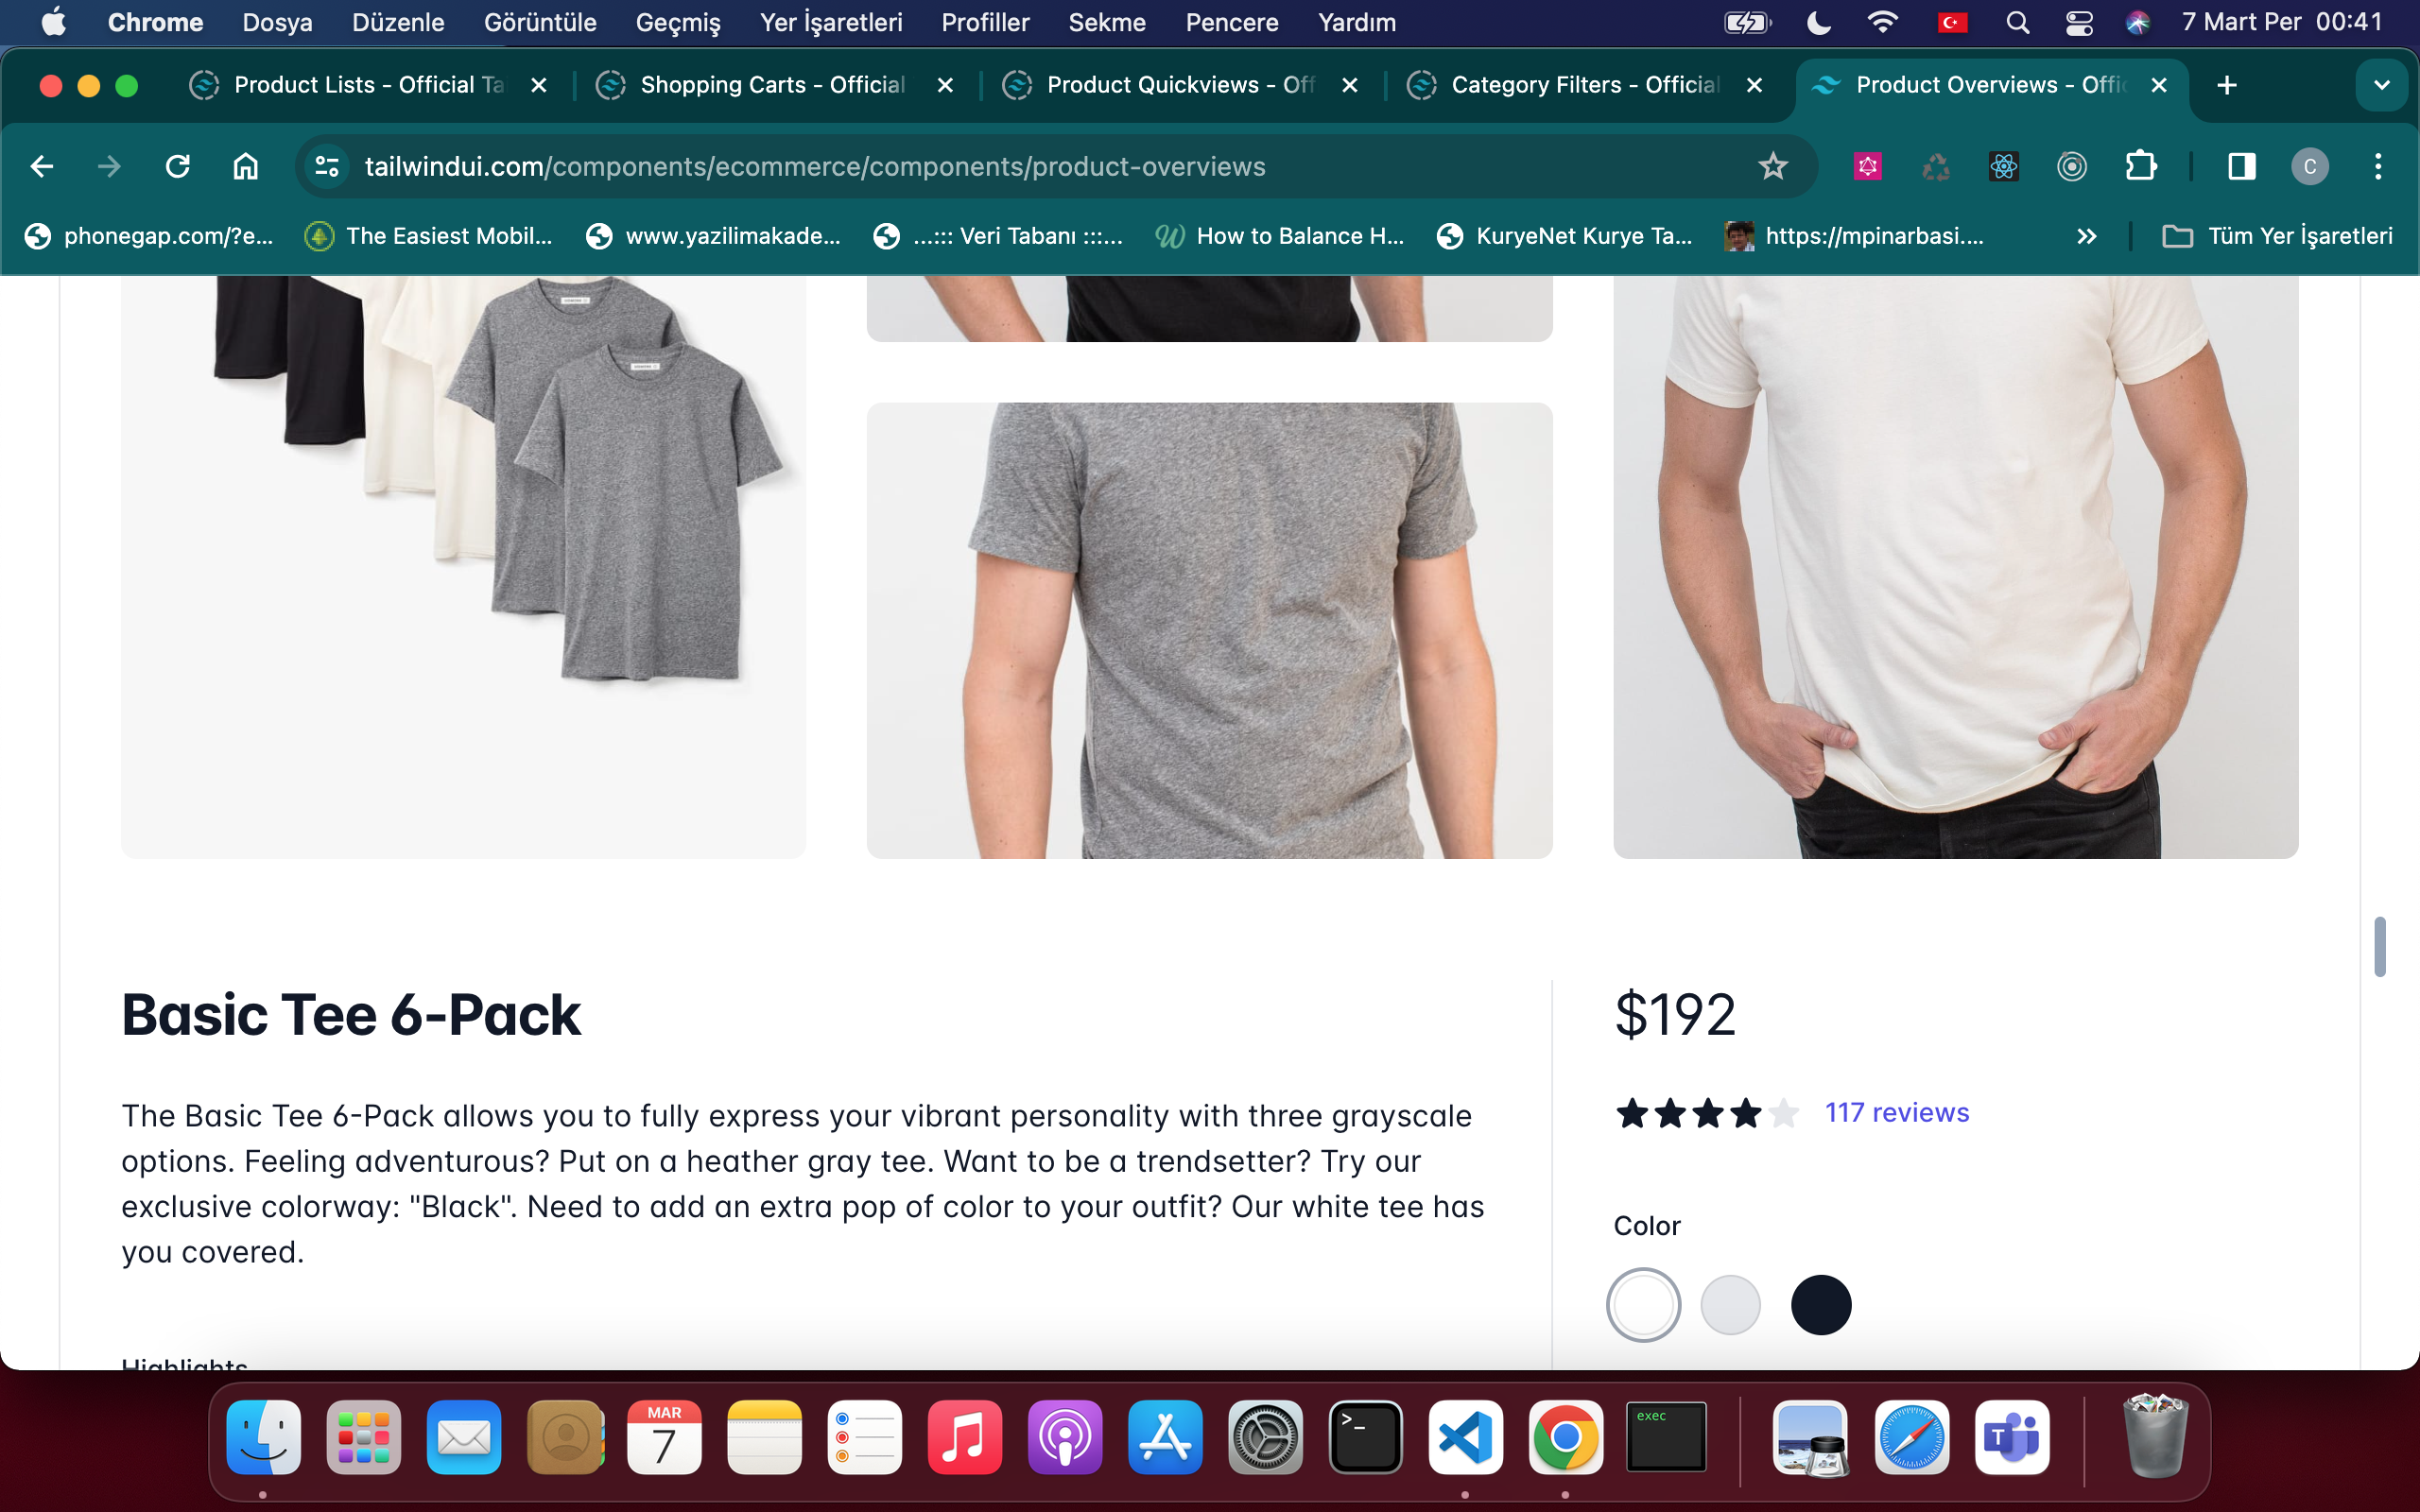 Chrome Dosya Düzenle Görüntüle Geçmiş Yer İşaretleri Profiller Sekme Pencere Yardım 7 Mart Per 00:41
Product Lists - Official Ta Shopping Carts - Official Product Quickviews - Off Category Filters - Official Product Overviews - Offic
tailwindui.com/components/ecommerce/components/product-overviews C
phonegap.com/?e... The Easiest Mobil... www.yazilimakade... ...::: Veri Tabanı :::... How to Balance H... KuryeNet Kurye Ta... https://mpinarbasi.... Tüm Yer İşaretleri
Basic Tee 6-Pack
$192
The Basic Tee 6-Pack allows you to fully express your vibrant personality with three grayscale
options. Feeling adventurous? Put on a heather gray tee. Want to be a trendsetter? Try our
exclusive colorway: "Black". Need to add an extra pop of color to your outfit? Our white tee has
you covered.
117 reviews
Color
Highlights
MAR
7
>_
exec
T